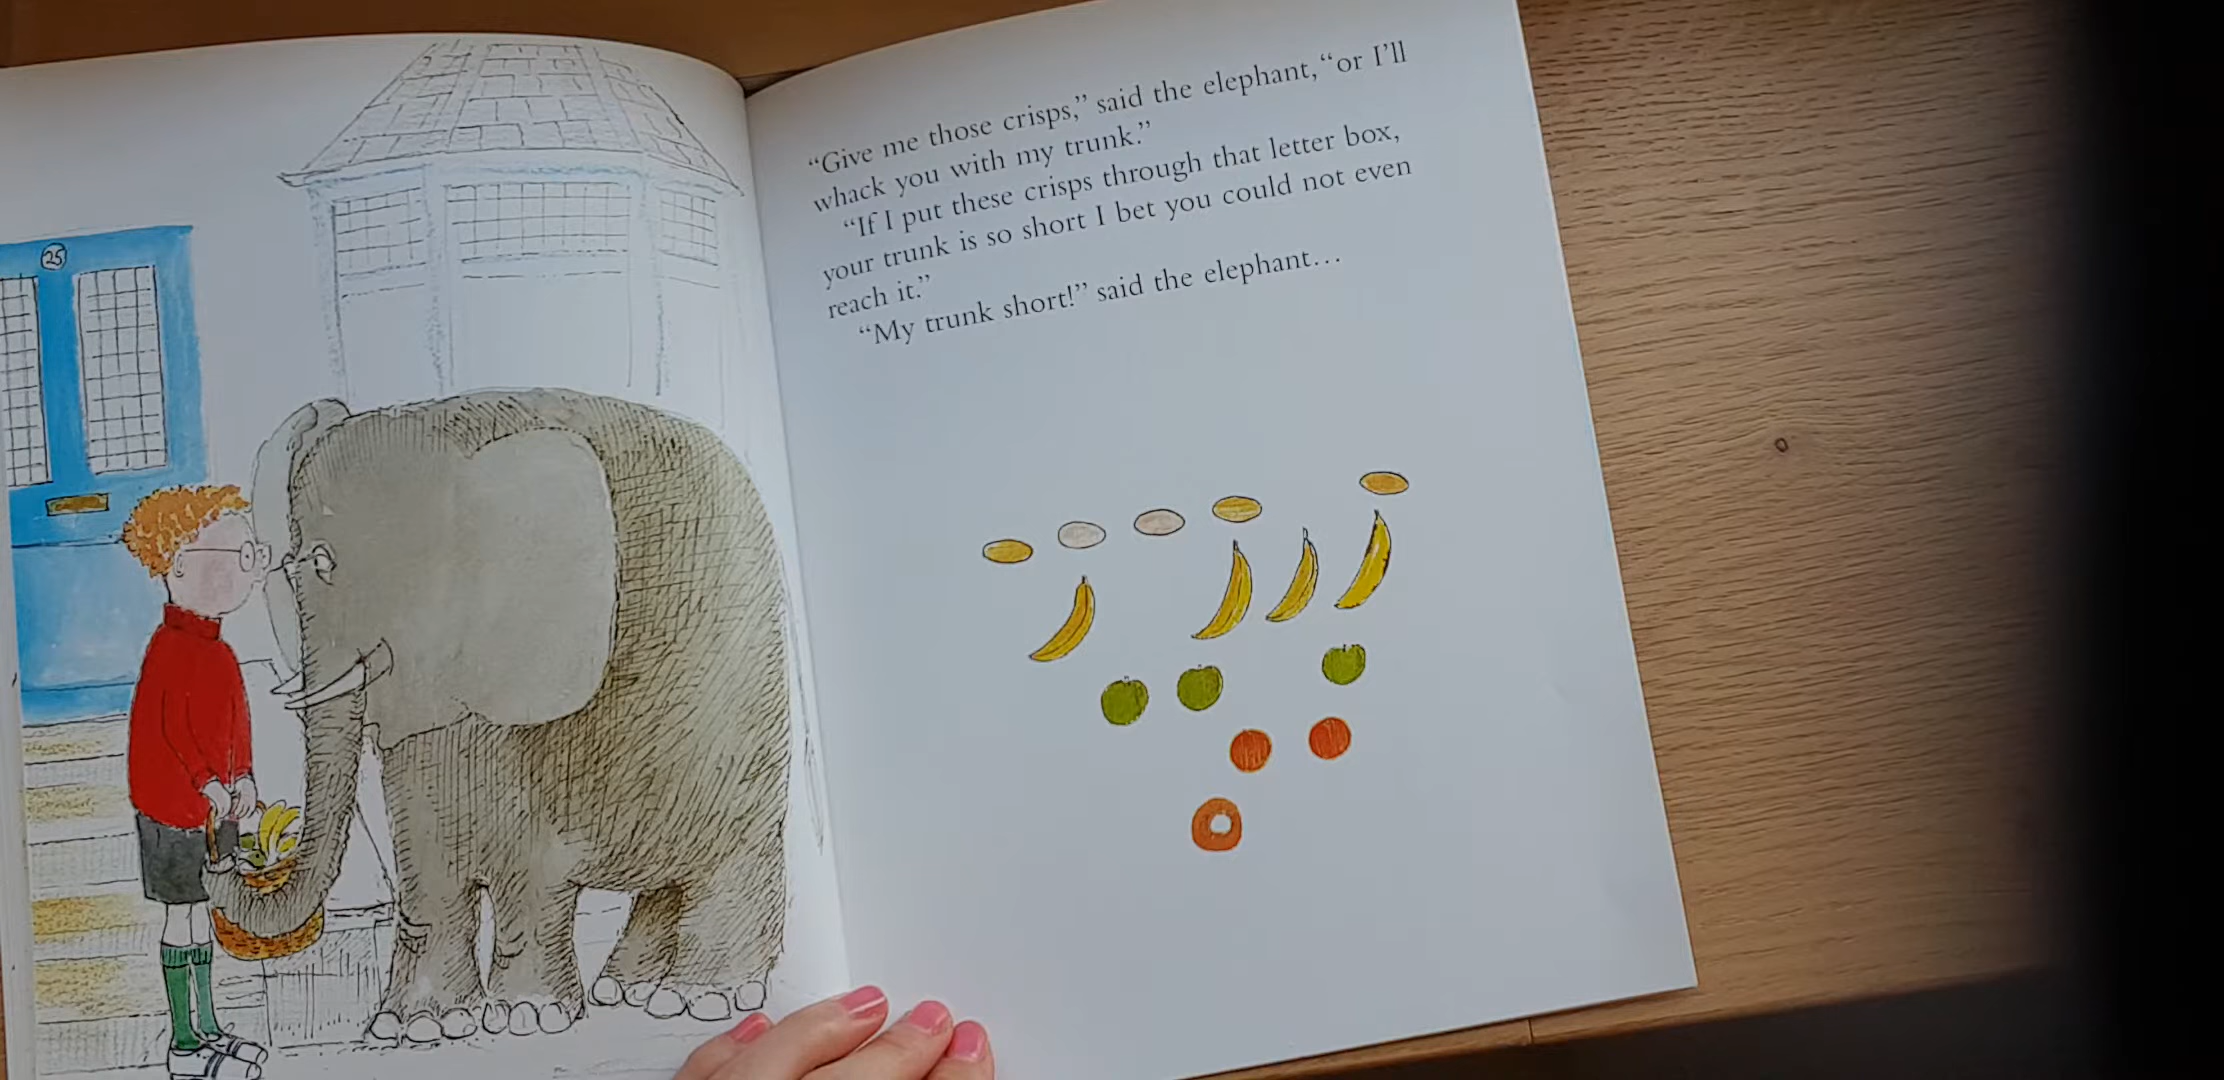 25
“Give me those crisps,” said the elephant, “or I’ll
whack you with my trunk.”
“If I put these crisps through that letter box,
your trunk is so short I bet you could not even
reach it.”
“My trunk short!” said the elephant...